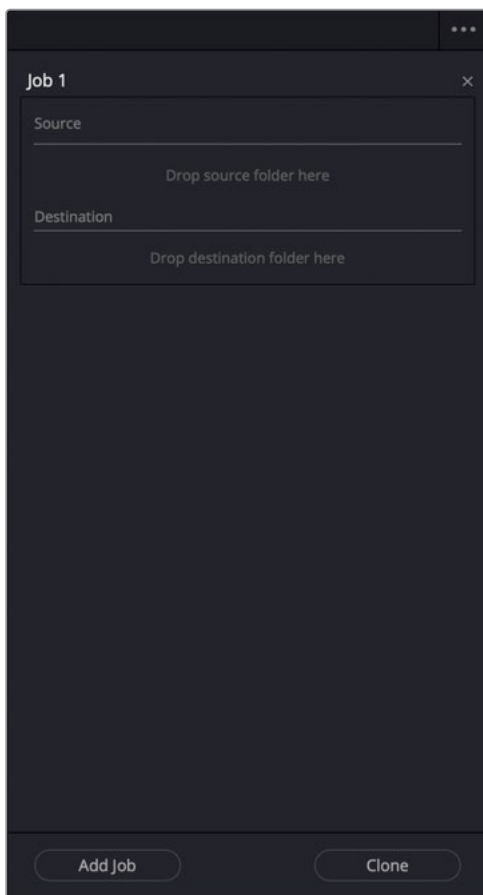 Job 1
Source
Drop source folder here
Destination
Drop destination folder here
Add Job
Clone